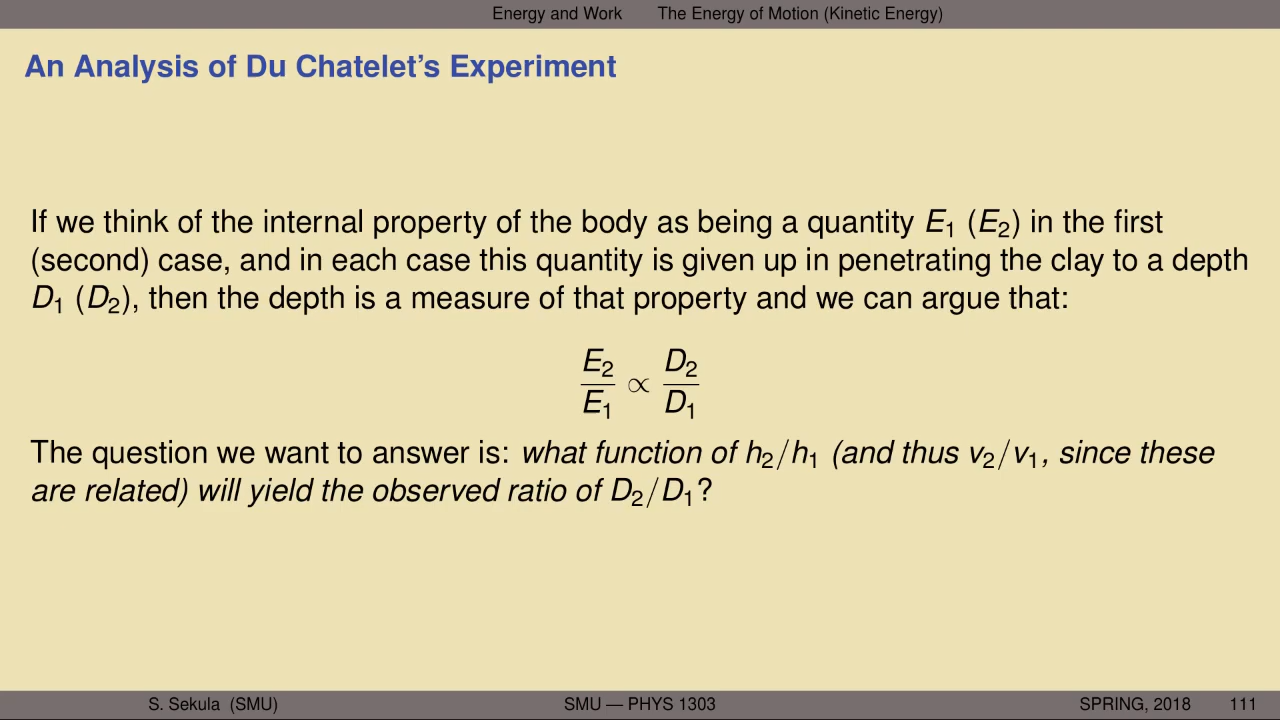 Energy and Work The Energy of Motion (Kinetic Energy)
An Analysis of Du Chatelet’s Experiment
If we think of the internal property of the body as being a quantity E₁ (E₂) in the first
(second) case, and in each case this quantity is given up in penetrating the clay to a depth
D₁ (D₂), then the depth is a measure of that property and we can argue that:
E₂/E₁ ∝ D₂/D₁
The question we want to answer is: what function of h₂/h₁ (and thus v₂/v₁, since these
are related) will yield the observed ratio of D₂/D₁?
S. Sekula (SMU) SMU — PHYS 1303 SPRING, 2018 111